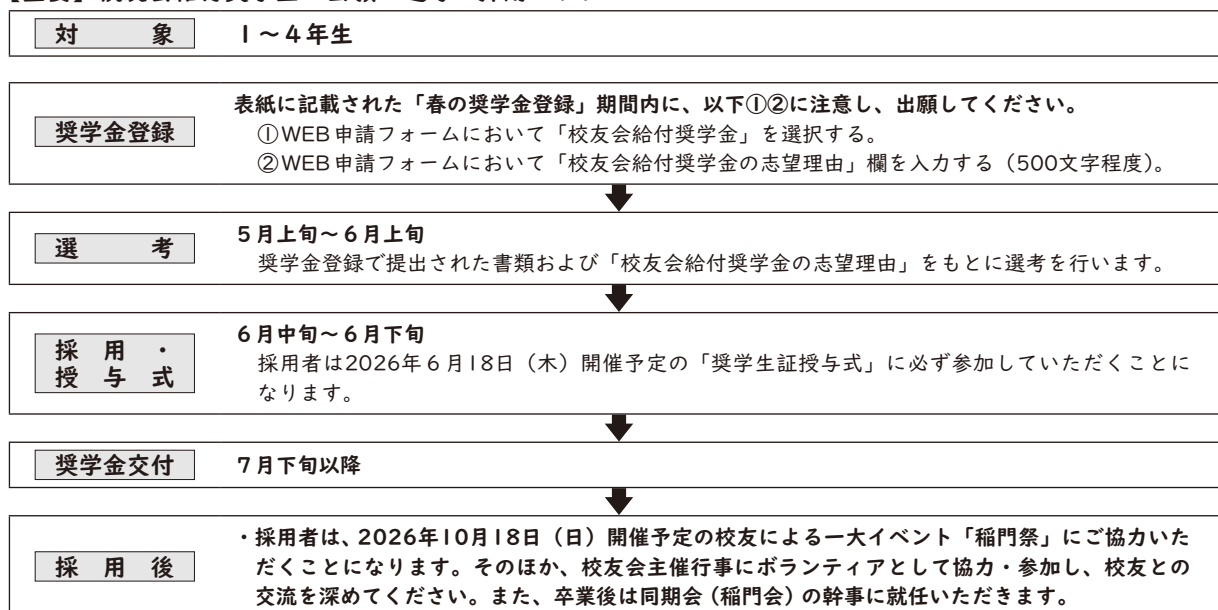 対象
1～4年生
奨学金登録
表紙に記載された「春の奨学金登録」期間内に、以下①②に注意し、出願してください。
①WEB申請フォームにおいて「校友会給付奨学金」を選択する。
②WEB申請フォームにおいて「校友会給付奨学金の志望理由」欄を入力する（500文字程度）。
選考
5月上旬～6月上旬
奨学金登録で提出された書類および「校友会給付奨学金の志望理由」をもとに選考を行います。
採用・
授与式
6月中旬～6月下旬
採用者は2026年6月18日（木）開催予定の「奨学生証授与式」に必ず参加していただくことに
なります。
奨学金交付
7月下旬以降
採用後
・採用者は、2026年10月18日（日）開催予定の校友による一大イベント「稲門祭」にご協力いた
だくことになります。そのほか、校友会主催行事にボランティアとして協力・参加し、校友との
交流を深めてください。また、卒業後は同期会（稲門会）の幹事に就任いただきます。